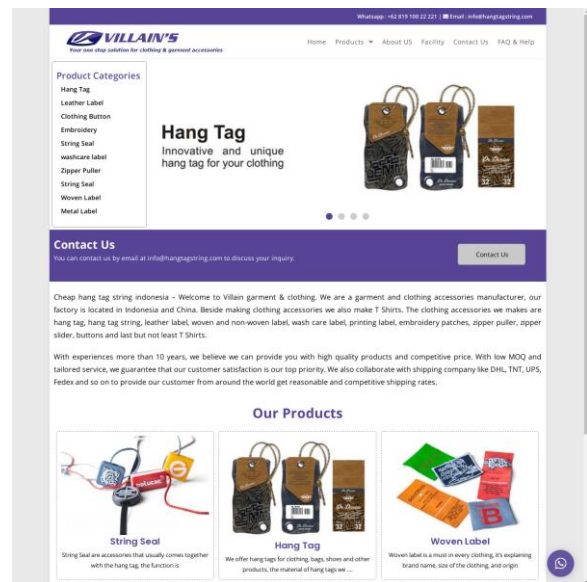 Whatsapp : +62 819 100 22 221 | Email : info@hangtagstring.com
VILLAIN'S
Your one stop solution for clothing & garment accessories
Home Products About US Facility Contact Us FAQ & Help
Product Categories
Hang Tag
Leather Label
Clothing Button
Embroidery
String Seal
washcare label
Zipper Puller
String Seal
Woven Label
Metal Label
Hang Tag
Innovative and unique
hang tag for your clothing
Contact Us
You can contact us by email at info@hangtagstring.com to discuss your inquiry.
Contact Us
Cheap hang tag string indonesia – Welcome to Villain garment & clothing. We are a garment and clothing accessories manufacturer, our
factory is located in Indonesia and China. Beside making clothing accessories we also make T Shirts. The clothing accessories we makes are
hang tag, hang tag string, leather label, woven and non-woven label, wash care label, printing label, embroidery patches, zipper puller, zipper
slider, buttons and last but not least T Shirts.
With experiences more than 10 years, we believe we can provide you with high quality products and competitive price. With low MOQ and
tailored service, we guarantee that our customer satisfaction is our top priority. We also collaborate with shipping company like DHL, TNT, UPS,
Fedex and so on to provide our customer from around the world get reasonable and competitive shipping rates.
Our Products
String Seal
String Seal are accessories that usually comes together
with the hang tag, the function is
Hang Tag
We offer hang tags for clothing, bags, shoes and other
products, the material of hang tags we ....
Woven Label
Woven label is a must in every clothing, it's explaining
brand name, size of the clothing, and origin